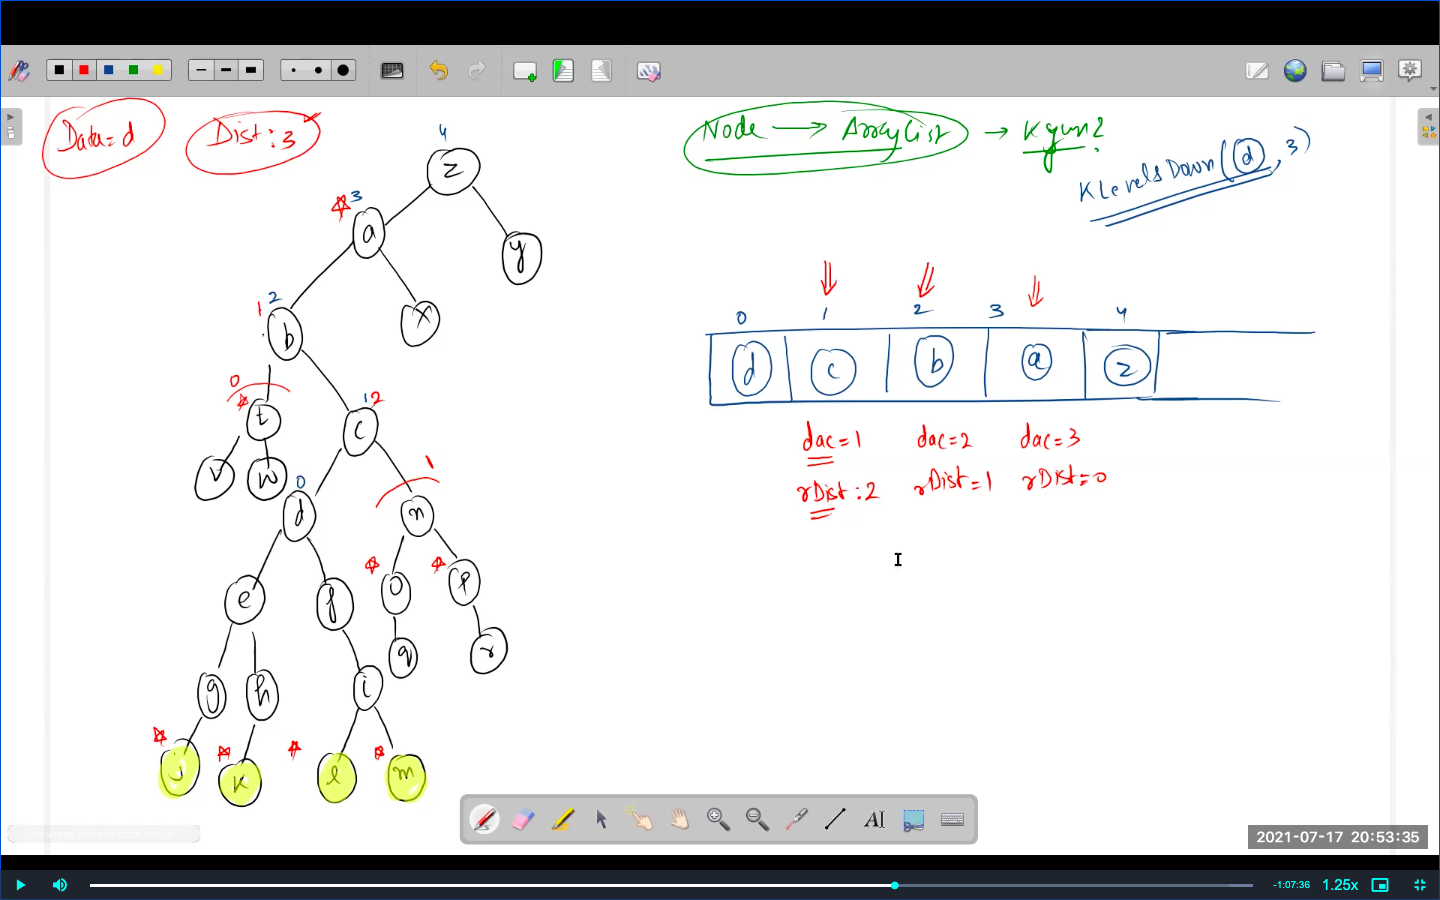 Data = d
Dist : 3
Node → ArrayList → Kyun?
KLevelsDown(d, 3)
4
z
3
a
y
1 2
b
x
0
t
1 2
c
v
w
0
d
1
n
e
f
o
p
g
h
i
q
r
j
k
l
m
0 1 2 3 4
d c b a z
dac = 1 dac = 2 dac = 3
rDist : 2 rDist = 1 rDist = 0
AI
2021-07-17 20:53:35
-1:07:36 1.25x